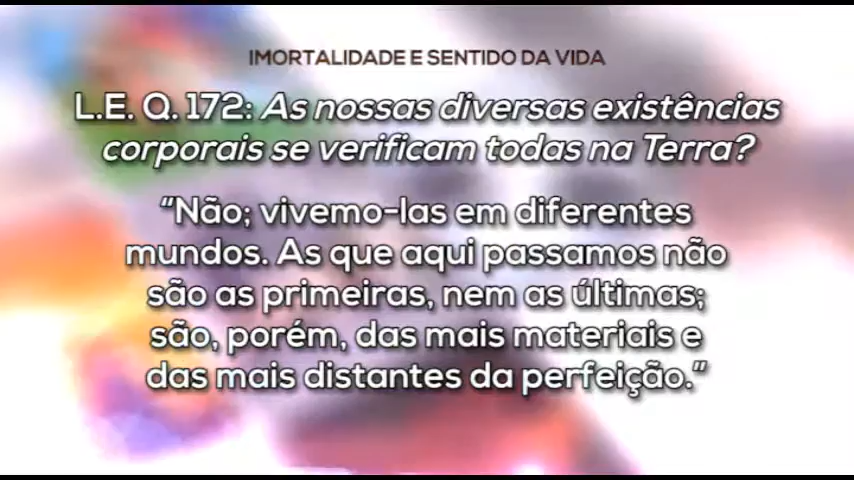 IMORTALIDADE E SENTIDO DA VIDA
L.E. Q. 172: As nossas diversas existências
corporais se verificam todas na Terra?
“Não; vivemo-las em diferentes
mundos. As que aqui passamos não
são as primeiras, nem as últimas;
são, porém, das mais materiais e
das mais distantes da perfeição.”